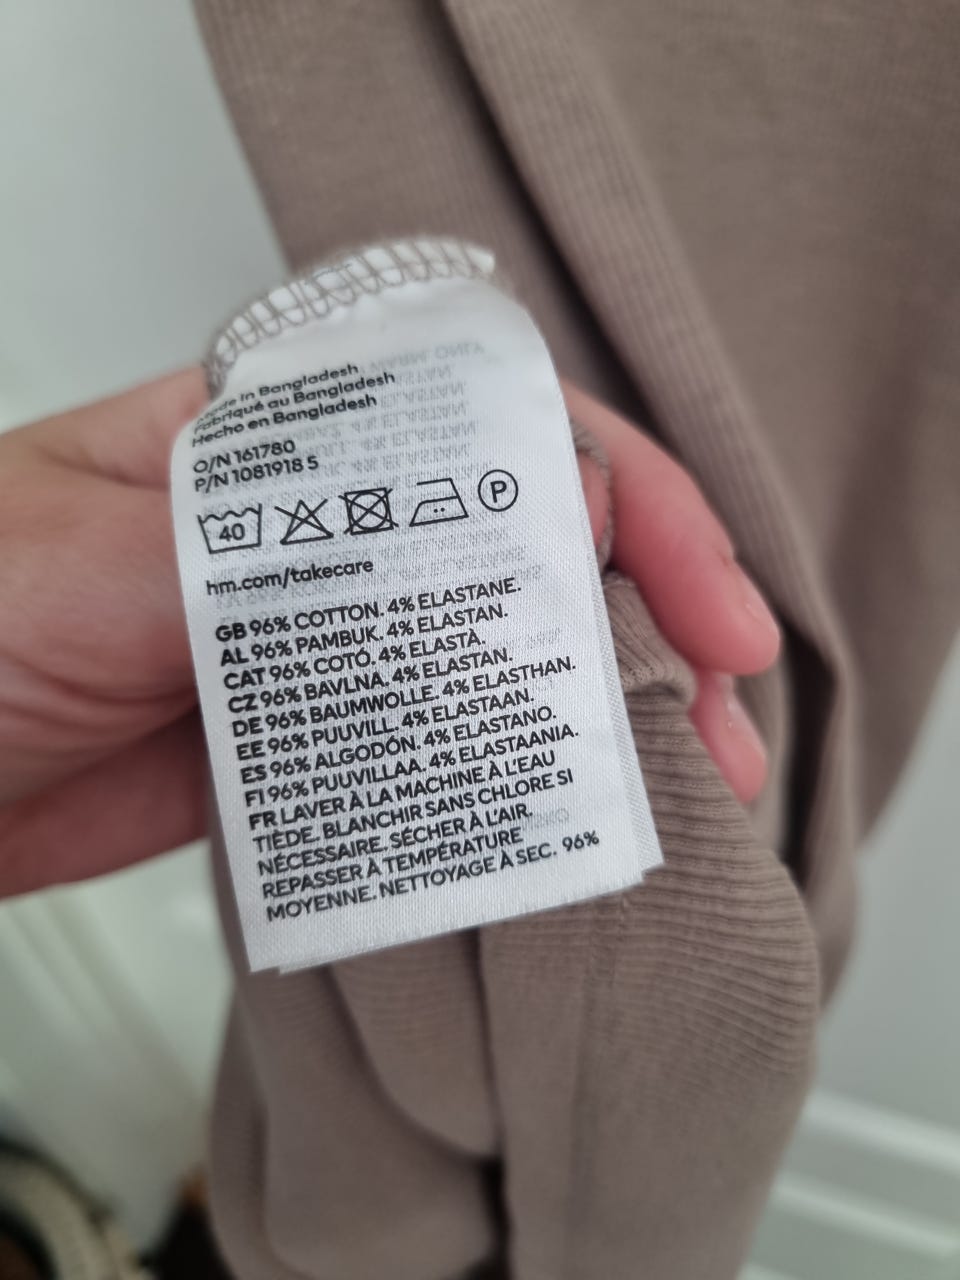 Made in Bangladesh
Fabriqué au Bangladesh
Hecho en Bangladesh
O/N 161780
P/N 1081918 5
40
P
hm.com/takecare
GB 96% COTTON. 4% ELASTANE.
AL 96% PAMBUK. 4% ELASTAN.
CAT 96% COTÓ. 4% ELASTÀ.
CZ 96% BAVLNA. 4% ELASTAN.
DE 96% BAUMWOLLE. 4% ELASTHAN.
EE 96% PUUVILL. 4% ELASTAAN.
ES 96% ALGODÓN. 4% ELASTANO.
FI 96% PUUVILLAA. 4% ELASTAANIA.
FR LAVER À LA MACHINE À L'EAU
TIÈDE. BLANCHIR SANS CHLORE SI
NÉCESSAIRE. SÉCHER À L'AIR.
REPASSER À TEMPÉRATURE
MOYENNE. NETTOYAGE À SEC. 96%